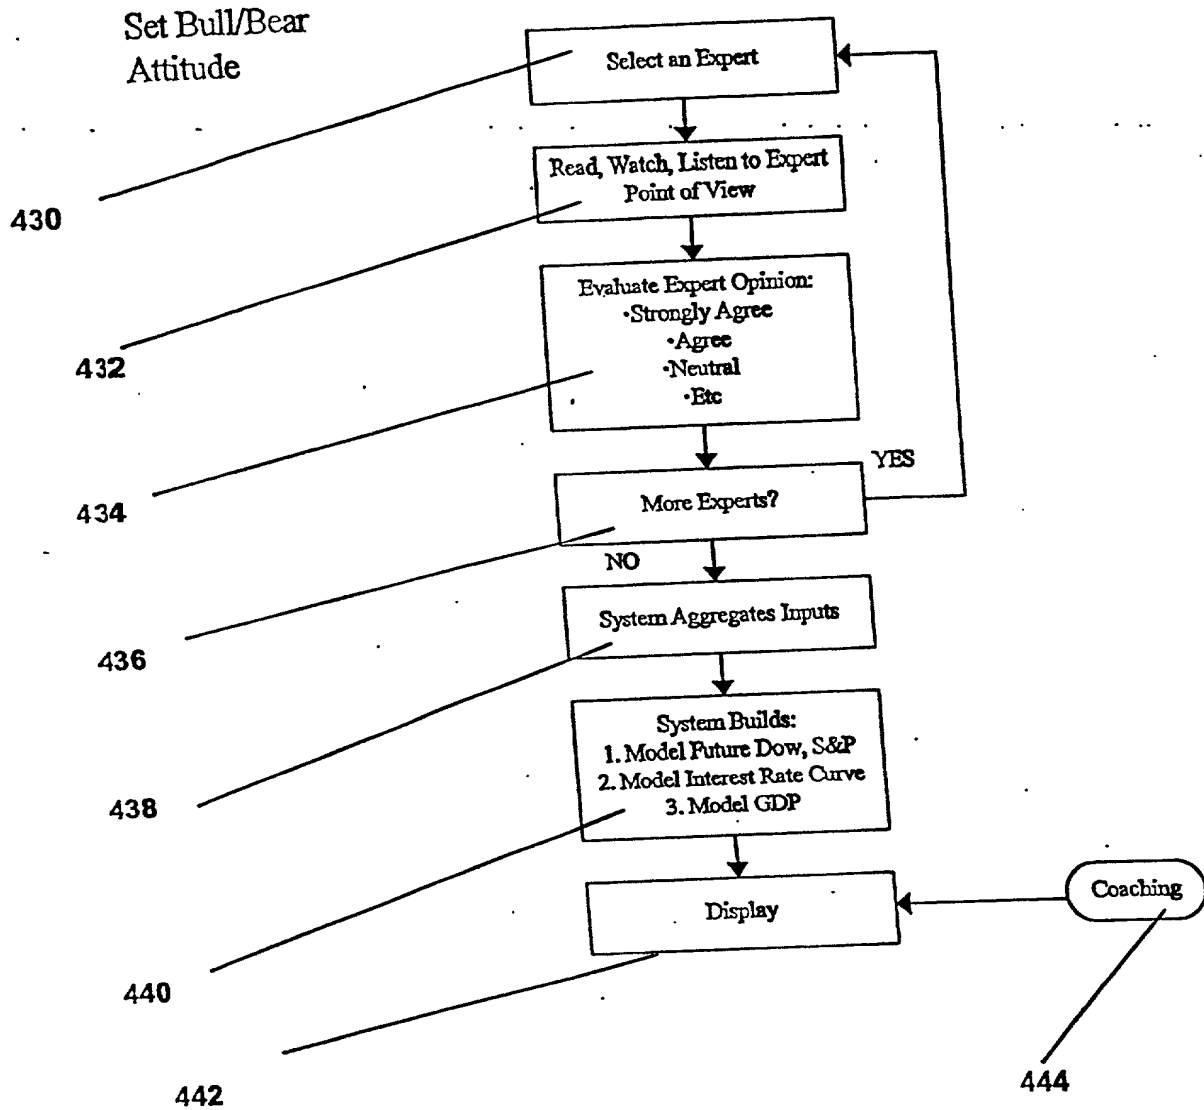 Set Bull/Bear
Attitude
Select an Expert
Read, Watch, Listen to Expert
Point of View
430
Evaluate Expert Opinion:
•Strongly Agree
•Agree
•Neutral
•Etc
432
YES
More Experts?
434
NO
System Aggregates Inputs
436
System Builds:
1. Model Future Dow, S&P
2. Model Interest Rate Curve
3. Model GDP
438
Coaching
Display
440
444
442